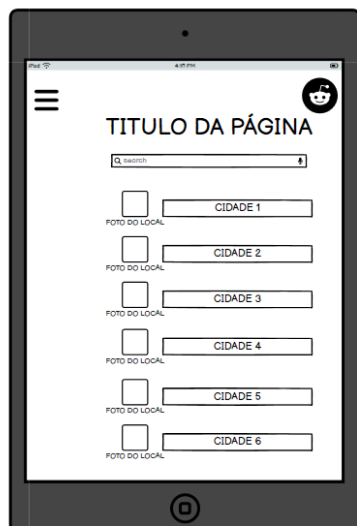 iPad
4:15 PM
TITULO DA PÁGINA
search
CIDADE 1
FOTO DO LOCAL
CIDADE 2
FOTO DO LOCAL
CIDADE 3
FOTO DO LOCAL
CIDADE 4
FOTO DO LOCAL
CIDADE 5
FOTO DO LOCAL
CIDADE 6
FOTO DO LOCAL